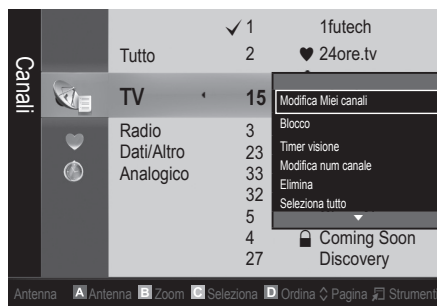 Canali
✓ 1 1futech
Tutto 2 ♥ 24ore.tv
TV 15
Modifica Miei canali
Blocco
Timer visione
Modifica num canale
Elimina
Seleziona tutto
Radio 3
Dati/Altro 23
Analogico 33
32
5
4 Coming Soon
27 Discovery
Antenna A Antenna B Zoom C Seleziona D Ordina Pagina Strumenti